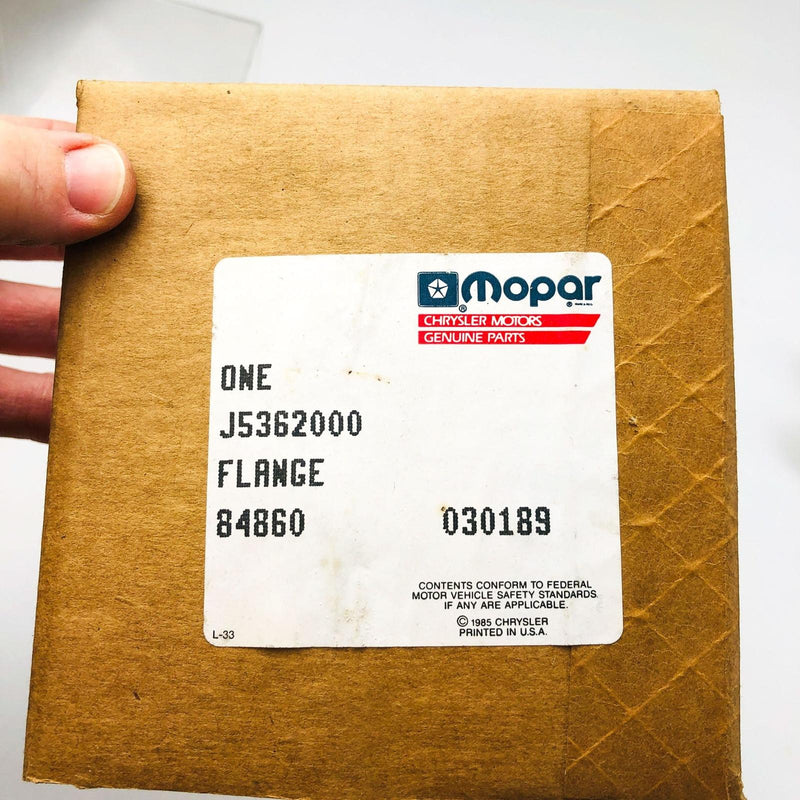 Mopar
®
CHRYSLER MOTORS
GENUINE PARTS
ONE
J5362000
FLANGE
84860 030189
CONTENTS CONFORM TO FEDERAL
MOTOR VEHICLE SAFETY STANDARDS
IF ANY ARE APPLICABLE.
© 1985 CHRYSLER
PRINTED IN U.S.A.
L-33